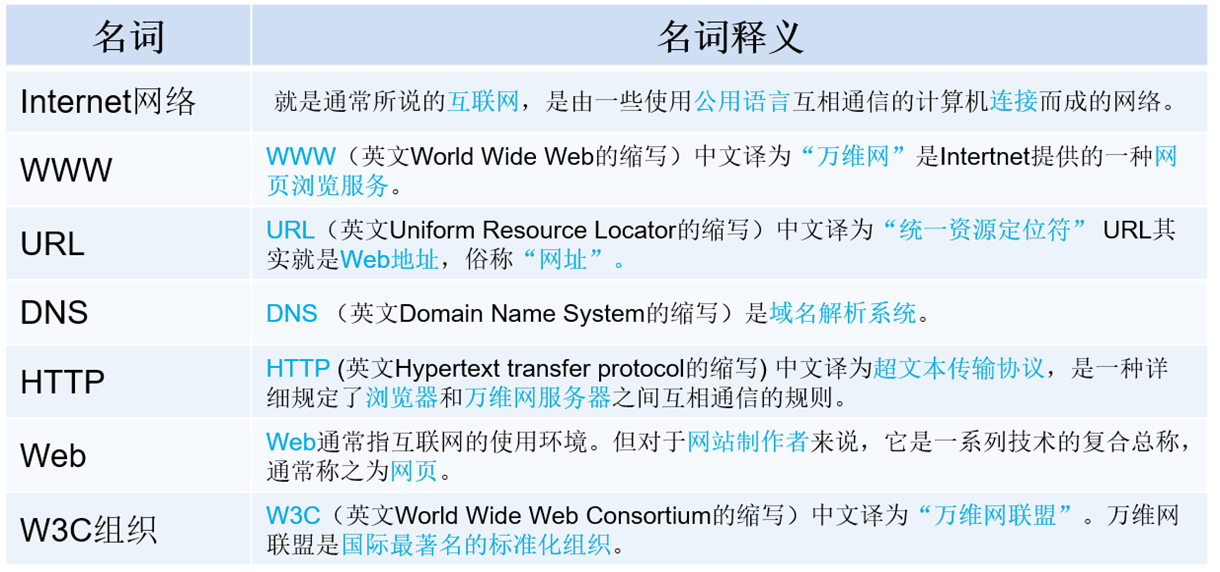 名词 名词释义
Internet网络 就是通常所说的互联网，是由一些使用公用语言互相通信的计算机连接而成的网络。
WWW
WWW（英文World Wide Web的缩写）中文译为“万维网”是Intertnet提供的一种网
页浏览服务。
URL
URL（英文Uniform Resource Locator的缩写）中文译为“统一资源定位符” URL其
实就是Web地址，俗称“网址”。
DNS DNS （英文Domain Name System的缩写）是域名解析系统。
HTTP
HTTP (英文Hypertext transfer protocol的缩写) 中文译为超文本传输协议，是一种详
细规定了浏览器和万维网服务器之间互相通信的规则。
Web
Web通常指互联网的使用环境。但对于网站制作者来说，它是一系列技术的复合总称，
通常称之为网页。
W3C组织
W3C（英文World Wide Web Consortium的缩写）中文译为“万维网联盟”。万维网
联盟是国际最著名的标准化组织。